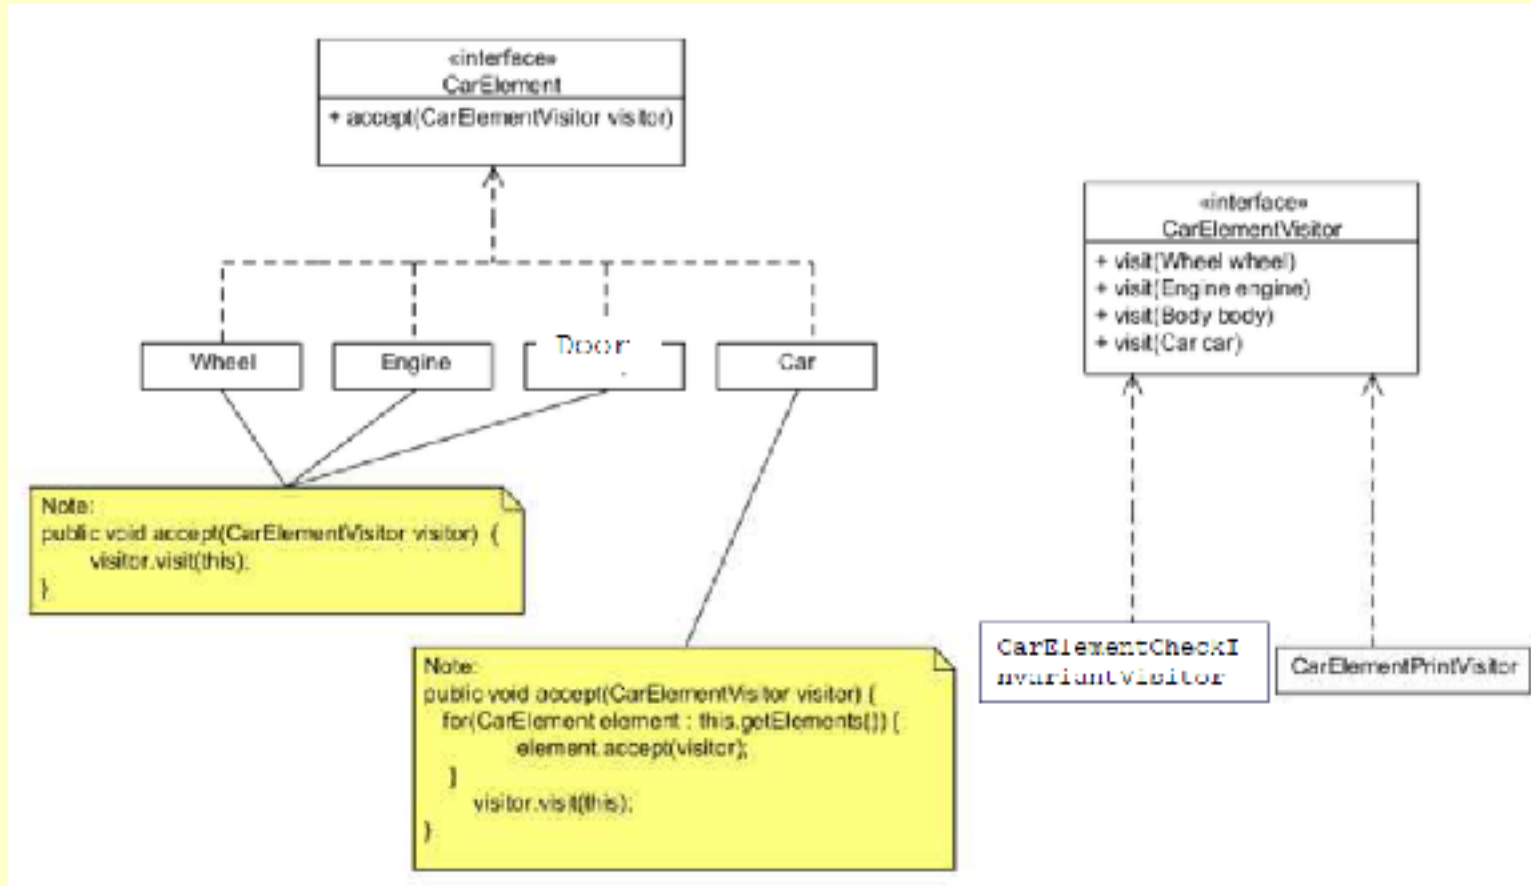 «interface»
CarElement
+ accept(CarElementVisitor visitor)
«interface»
CarElementVisitor
+ visit(Wheel wheel)
+ visit(Engine engine)
+ visit(Body body)
+ visit(Car car)
Wheel
Engine
Door
Car
Note:
public void accept(CarElementVisitor visitor) {
visitor.visit(this);
}
Note:
public void accept(CarElementVisitor visitor) {
for(CarElement element : this.getElements()) {
element.accept(visitor);
}
visitor.visit(this);
}
CarElementCheckI
nvariantVisitor
CarElementPrintVisitor